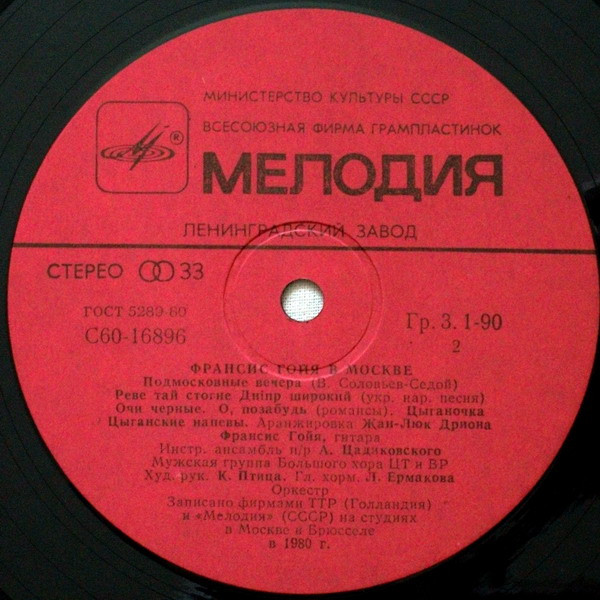 МИНИСТЕРСТВО КУЛЬТУРЫ СССР
ВСЕСОЮЗНАЯ ФИРМА ГРАМПЛАСТИНОК
®
МЕЛОДИЯ
ЛЕНИНГРАДСКИЙ ЗАВОД
СТЕРЕО 33
ГОСТ 5289-80
С60-16896
Гр. 3. 1-90
2
ФРАНСИС ГОЙЯ В МОСКВЕ
Подмосковные вечера (В. Соловьев-Седой)
Реве тай стогне Дніпр широкий (укр. нар. песня)
Очи черные. О, позабудь (романсы). Цыганочка
Цыганские напевы. Аранжировка Жан-Люк Дриона
Франсис Гойя, гитара
Инстр. ансамбль п/р А. Цадиковского
Мужская группа Большого хора ЦТ и ВР
Худ. рук. К. Птица. Гл. хорм. Л. Ермакова
Оркестр
Записано фирмами ТТР (Голландия)
и «Мелодия» (СССР) на студиях
в Москве и Брюсселе
в 1980 г.